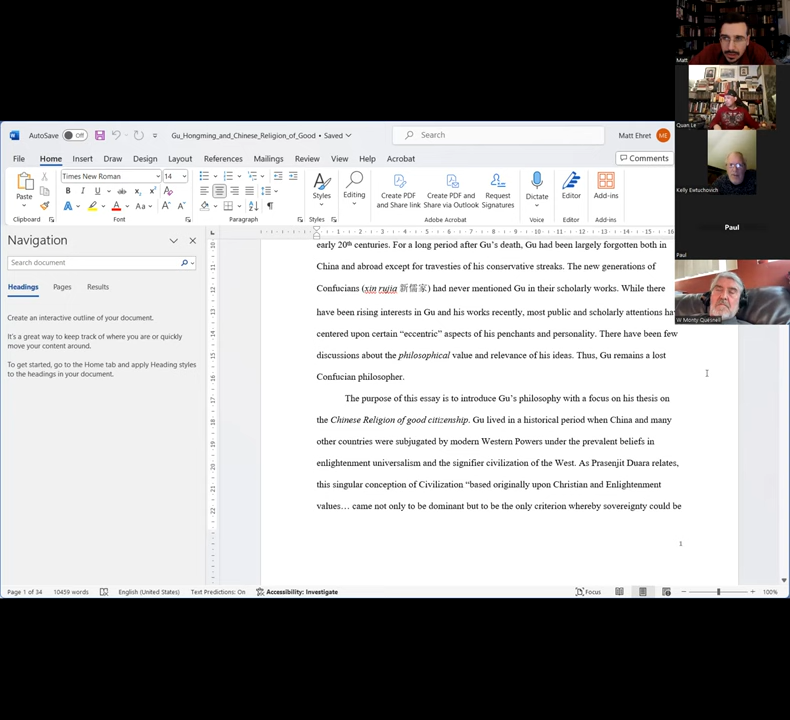 Matt
Quan Le
Kelly Evtuchovich
Paul
Paul
W Monty Quesnell
AutoSave Off
Gu_Hongming_and_Chinese_Religion_of_Good • Saved
Search
Matt Ehret ME
File Home Insert Draw Design Layout References Mailings Review View Help Acrobat
Comments
Times New Roman 14
Paste
B I U ab x₂ x²
A Aa A A
Styles
Editing
Create PDF and Share link
Create PDF and Share via Outlook
Request Signatures
Dictate
Editor
Add-ins
Clipboard Font Paragraph Styles Adobe Acrobat Voice Editor Add-ins
Navigation
Search document
Headings Pages Results
Create an interactive outline of your document.
It's a great way to keep track of where you are or quickly
move your content around.
To get started, go to the Home tab and apply Heading styles
to the headings in your document.
early 20th centuries. For a long period after Gu's death, Gu had been largely forgotten both in
China and abroad except for travesties of his conservative streaks. The new generations of
Confucians (xin rujia 新儒家) had never mentioned Gu in their scholarly works. While there
have been rising interests in Gu and his works recently, most public and scholarly attentions hav
centered upon certain “eccentric” aspects of his penchants and personality. There have been few
discussions about the philosophical value and relevance of his ideas. Thus, Gu remains a lost
Confucian philosopher.
The purpose of this essay is to introduce Gu's philosophy with a focus on his thesis on
the Chinese Religion of good citizenship. Gu lived in a historical period when China and many
other countries were subjugated by modern Western Powers under the prevalent beliefs in
enlightenment universalism and the signifier civilization of the West. As Prasenjit Duara relates,
this singular conception of Civilization “based originally upon Christian and Enlightenment
values… came not only to be dominant but to be the only criterion whereby sovereignty could be
1
Page 1 of 34 10459 words English (United States) Text Predictions: On Accessibility: Investigate Focus 100%